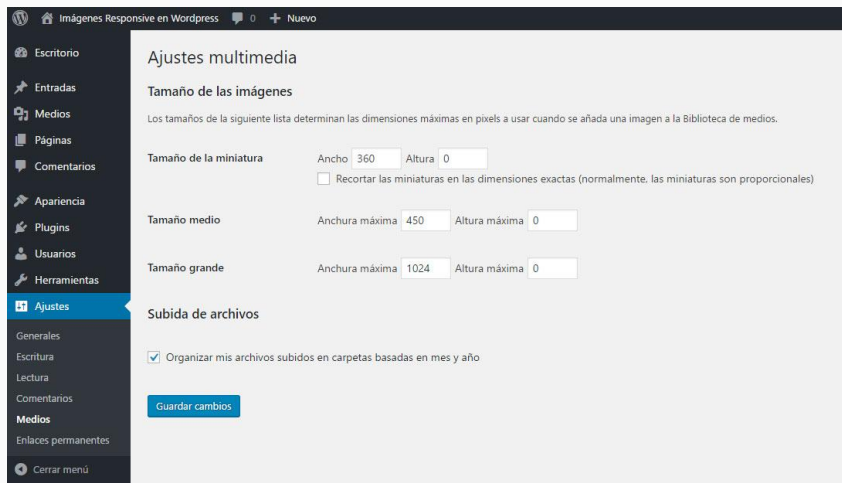 Imágenes Responsive en Wordpress 0 Nuevo
Escritorio
Entradas
Medios
Páginas
Comentarios
Apariencia
Plugins
Usuarios
Herramientas
Ajustes
Generales
Escritura
Lectura
Comentarios
Medios
Enlaces permanentes
Cerrar menú
Ajustes multimedia
Tamaño de las imágenes
Los tamaños de la siguiente lista determinan las dimensiones máximas en pixels a usar cuando se añada una imagen a la Biblioteca de medios.
Tamaño de la miniatura Ancho 360 Altura 0
Recortar las miniaturas en las dimensiones exactas (normalmente, las miniaturas son proporcionales)
Tamaño medio Anchura máxima 450 Altura máxima 0
Tamaño grande Anchura máxima 1024 Altura máxima 0
Subida de archivos
Organizar mis archivos subidos en carpetas basadas en mes y año
Guardar cambios